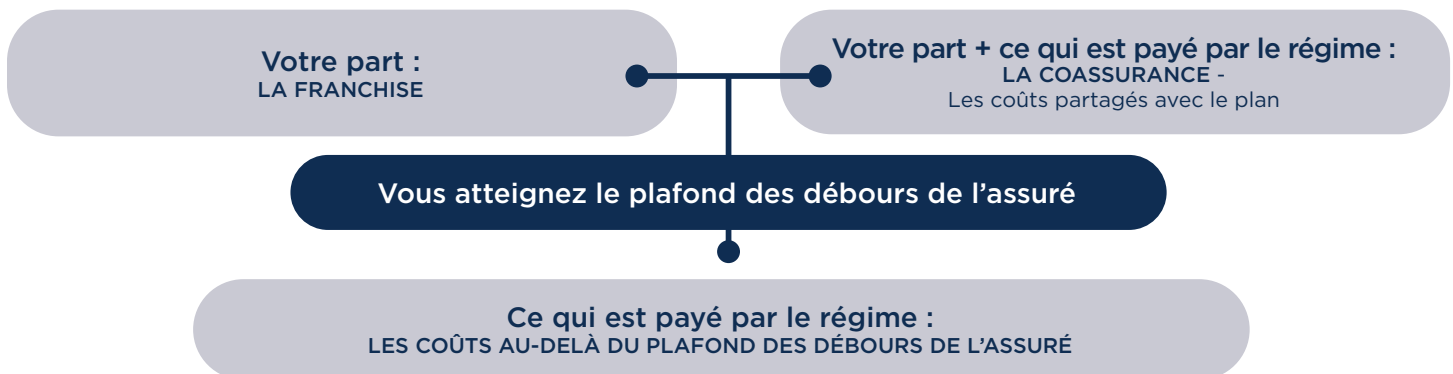 Votre part :
LA FRANCHISE
Votre part + ce qui est payé par le régime :
LA COASSURANCE -
Les coûts partagés avec le plan
Vous atteignez le plafond des débours de l’assuré
Ce qui est payé par le régime :
LES COÛTS AU-DELÀ DU PLAFOND DES DÉBOURS DE L’ASSURÉ